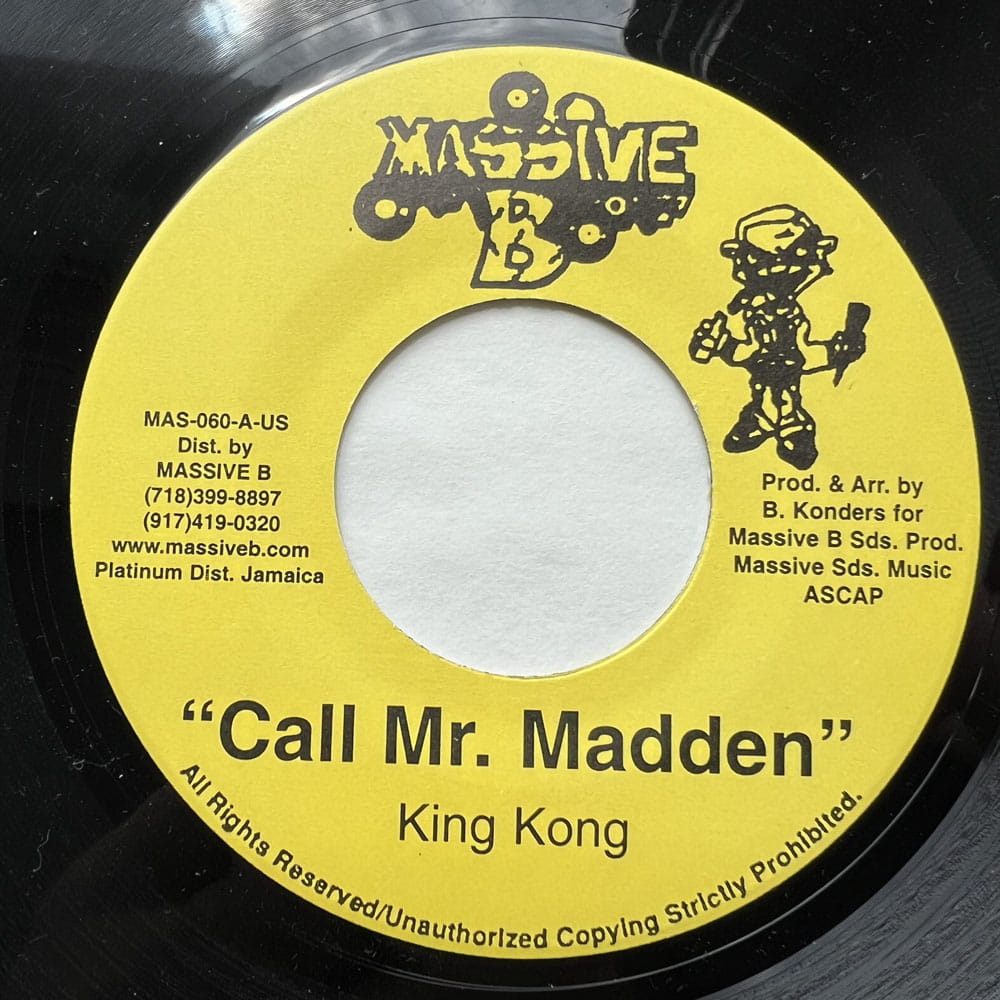 MASSIVE
B
MAS-060-A-US
Dist. by
MASSIVE B
(718)399-8897
(917)419-0320
www.massiveb.com
Platinum Dist. Jamaica
Prod. & Arr. by
B. Konders for
Massive B Sds. Prod.
Massive Sds. Music
ASCAP
“Call Mr. Madden”
King Kong
All Rights Reserved/Unauthorized Copying Strictly Prohibited.